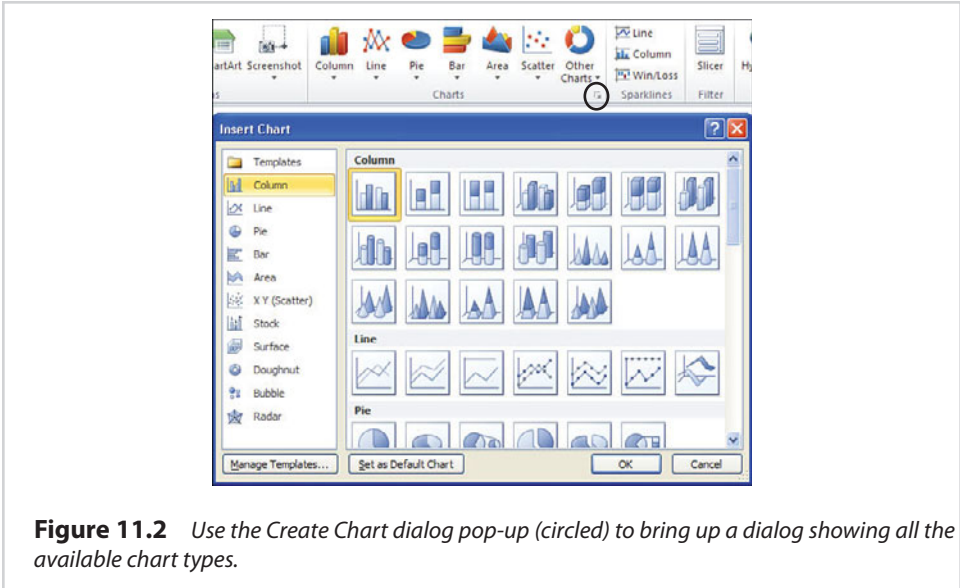 Line
Column
Win/Loss
artArt Screenshot Column Line Pie Bar Area Scatter Other Charts Slicer
Charts Sparklines Filter
Insert Chart
Templates
Column
Line
Pie
Bar
Area
X Y (Scatter)
Stock
Surface
Doughnut
Bubble
Radar
Column
Line
Pie
Manage Templates...
Set as Default Chart
OK
Cancel
Figure 11.2 Use the Create Chart dialog pop-up (circled) to bring up a dialog showing all the
available chart types.